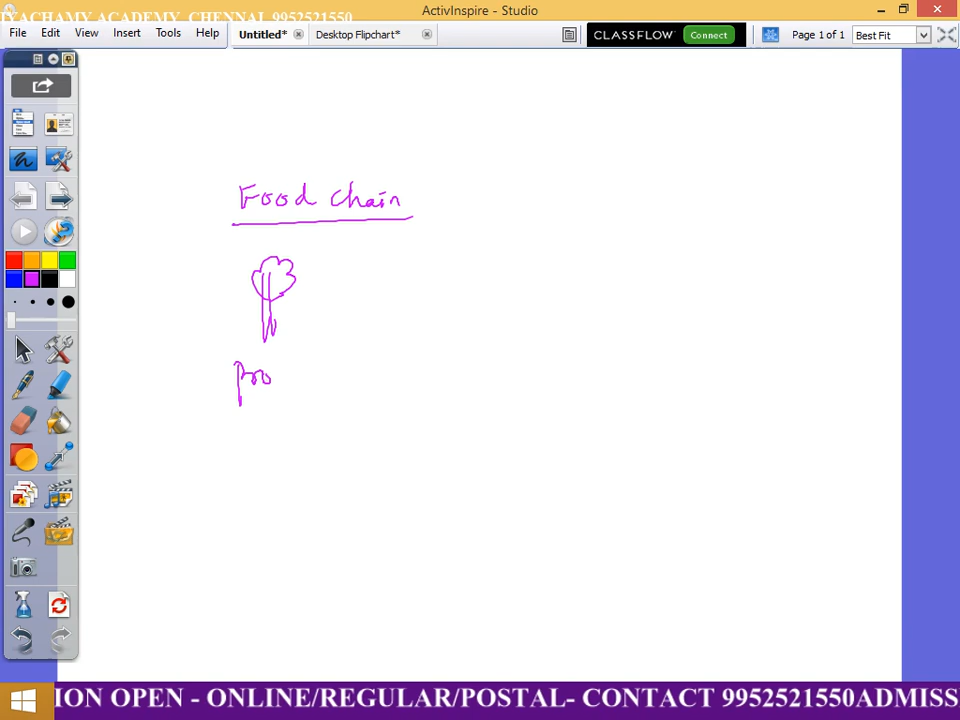 IYACHAMY ACADEMY, CHENNAI 9952521550
ActivInspire - Studio
File Edit View Insert Tools Help Untitled* Desktop Flipchart* CLASSFLOW Connect Page 1 of 1 Best Fit
Food chain
Pro
ION OPEN - ONLINE/REGULAR/POSTAL- CONTACT 9952521550ADMISS